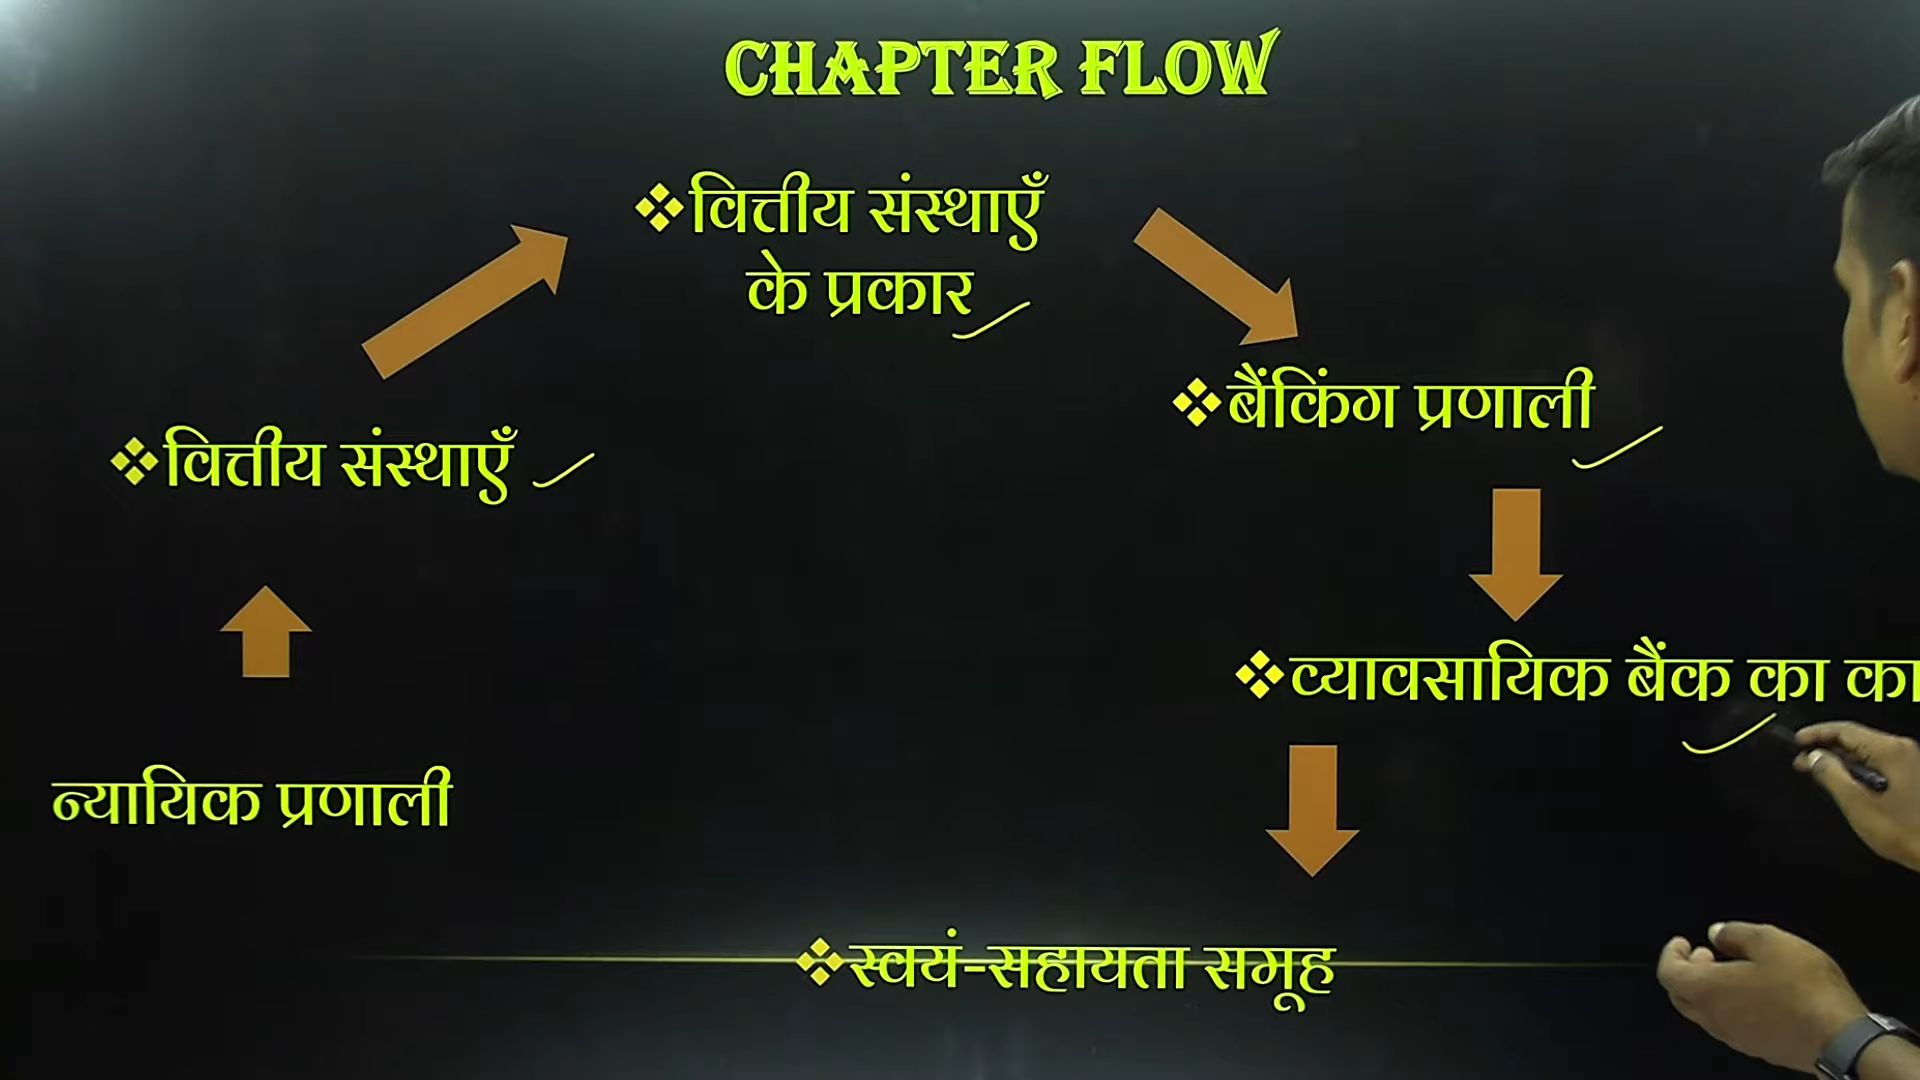 CHAPTER FLOW
❖वित्तीय संस्थाएँ
के प्रकार
❖बैंकिंग प्रणाली
❖वित्तीय संस्थाएँ
❖व्यावसायिक बैंक का
न्यायिक प्रणाली
❖स्वयं-सहायता समूह